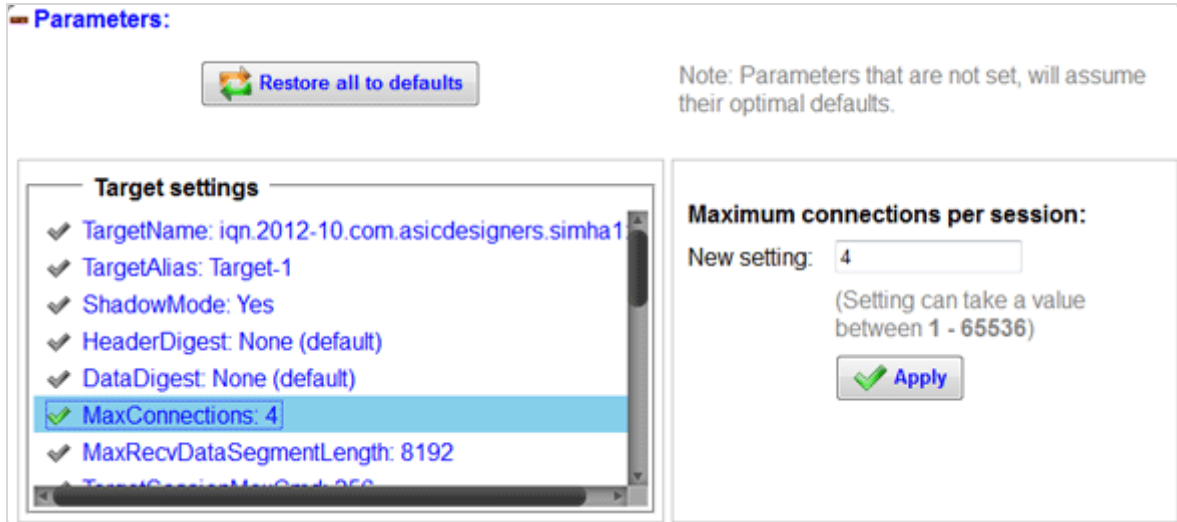 Parameters:
Restore all to defaults
Note: Parameters that are not set, will assume
their optimal defaults.
Target settings
TargetName: iqn.2012-10.com.asicdesigners.simha1
TargetAlias: Target-1
ShadowMode: Yes
HeaderDigest: None (default)
DataDigest: None (default)
MaxConnections: 4
MaxRecvDataSegmentLength: 8192
Maximum connections per session:
New setting: 4
(Setting can take a value
between 1 - 65536)
Apply